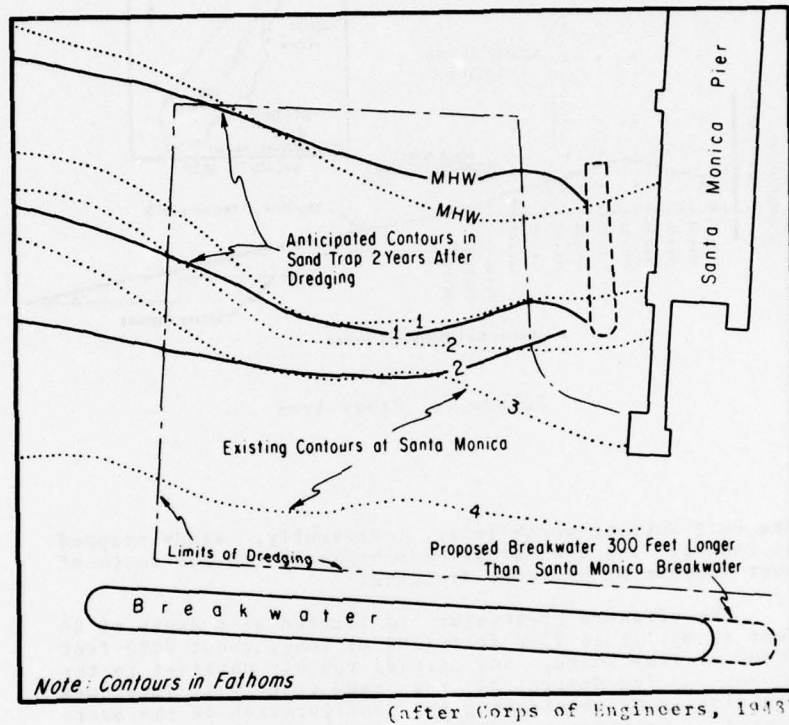 Santa Monica Pier
MHW
MHW
Anticipated Contours in
Sand Trap 2 Years After
Dredging
1
1
2
2
3
Existing Contours at Santa Monica
4
Limits of Dredging
Proposed Breakwater 300 Feet Longer
Than Santa Monica Breakwater
Breakwater
Note: Contours in Fathoms
(after Corps of Engineers, 1943